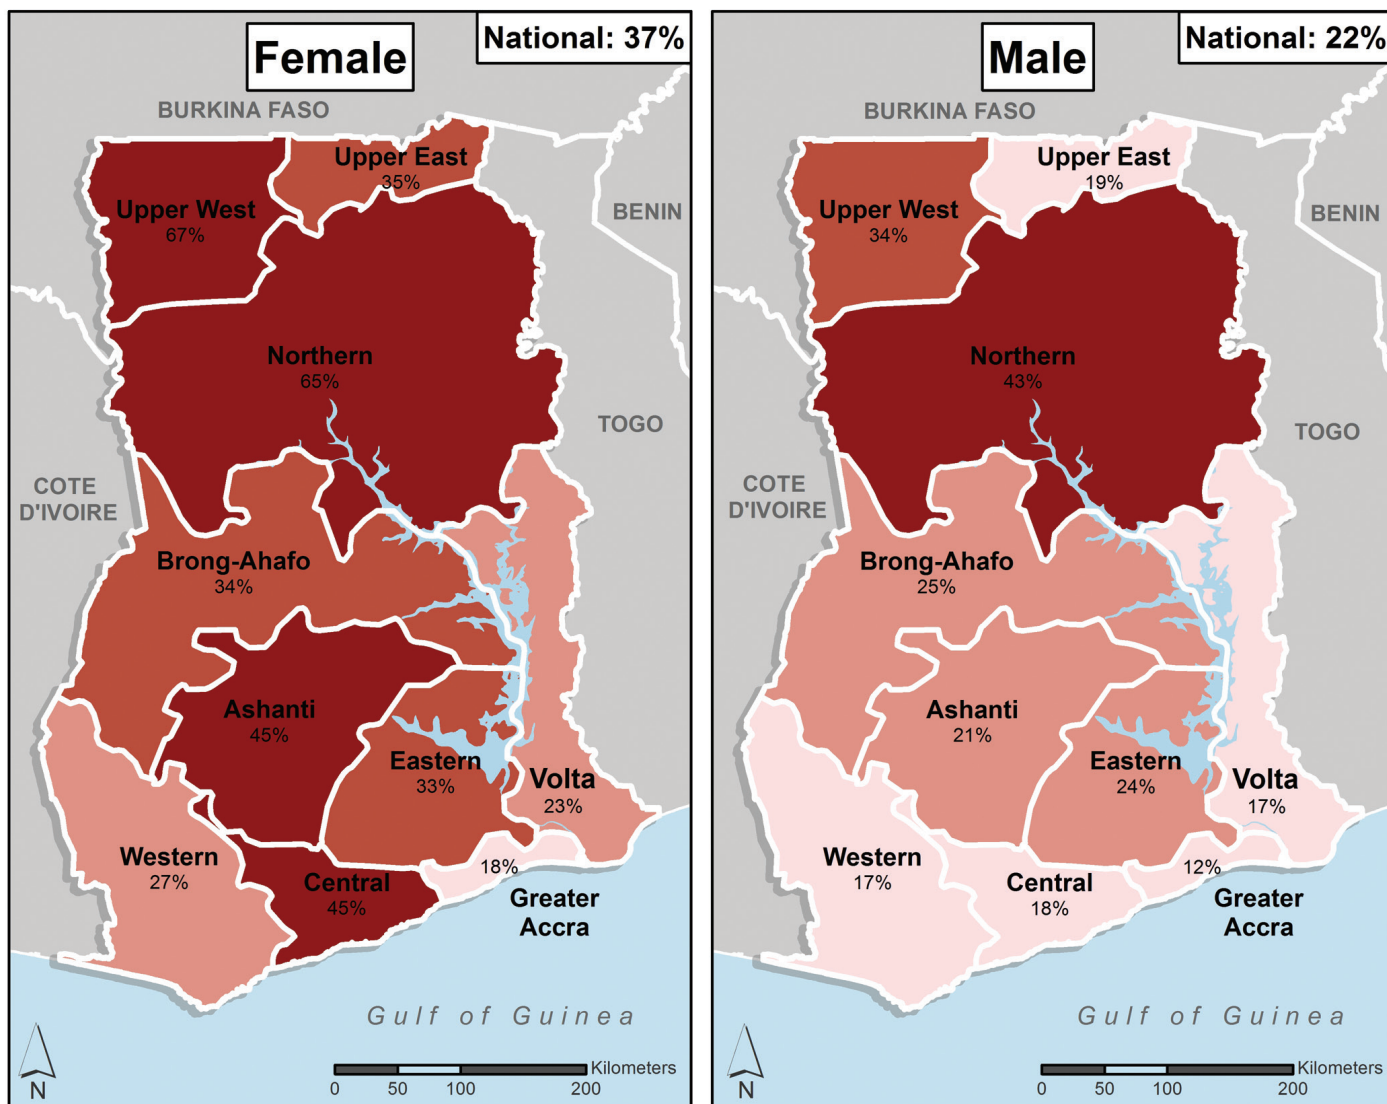 Female
National: 37%
BURKINA FASO
Upper East
35%
Upper West
67%
BENIN
Northern
65%
TOGO
COTE
D'IVOIRE
Brong-Ahafo
34%
Ashanti
45%
Eastern
33%
Volta
23%
Western
27%
Central
45%
18%
Greater
Accra
Gulf of Guinea
N
Kilometers
0 50 100 200
Male
National: 22%
BURKINA FASO
Upper East
19%
Upper West
34%
BENIN
Northern
43%
TOGO
COTE
D'IVOIRE
Brong-Ahafo
25%
Ashanti
21%
Eastern
24%
Volta
17%
Western
17%
Central
18%
12%
Greater
Accra
Gulf of Guinea
N
Kilometers
0 50 100 200